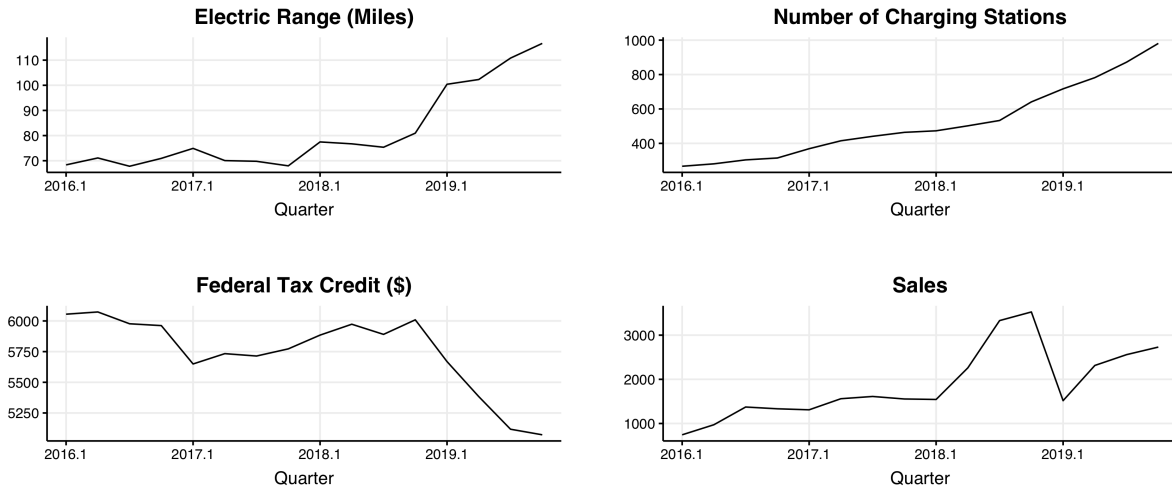 Electric Range (Miles)
110
100
90
80
70
2016.1 2017.1 2018.1 2019.1
Quarter
Number of Charging Stations
1000
800
600
400
2016.1 2017.1 2018.1 2019.1
Quarter
Federal Tax Credit ($)
6000
5750
5500
5250
2016.1 2017.1 2018.1 2019.1
Quarter
Sales
3000
2000
1000
2016.1 2017.1 2018.1 2019.1
Quarter